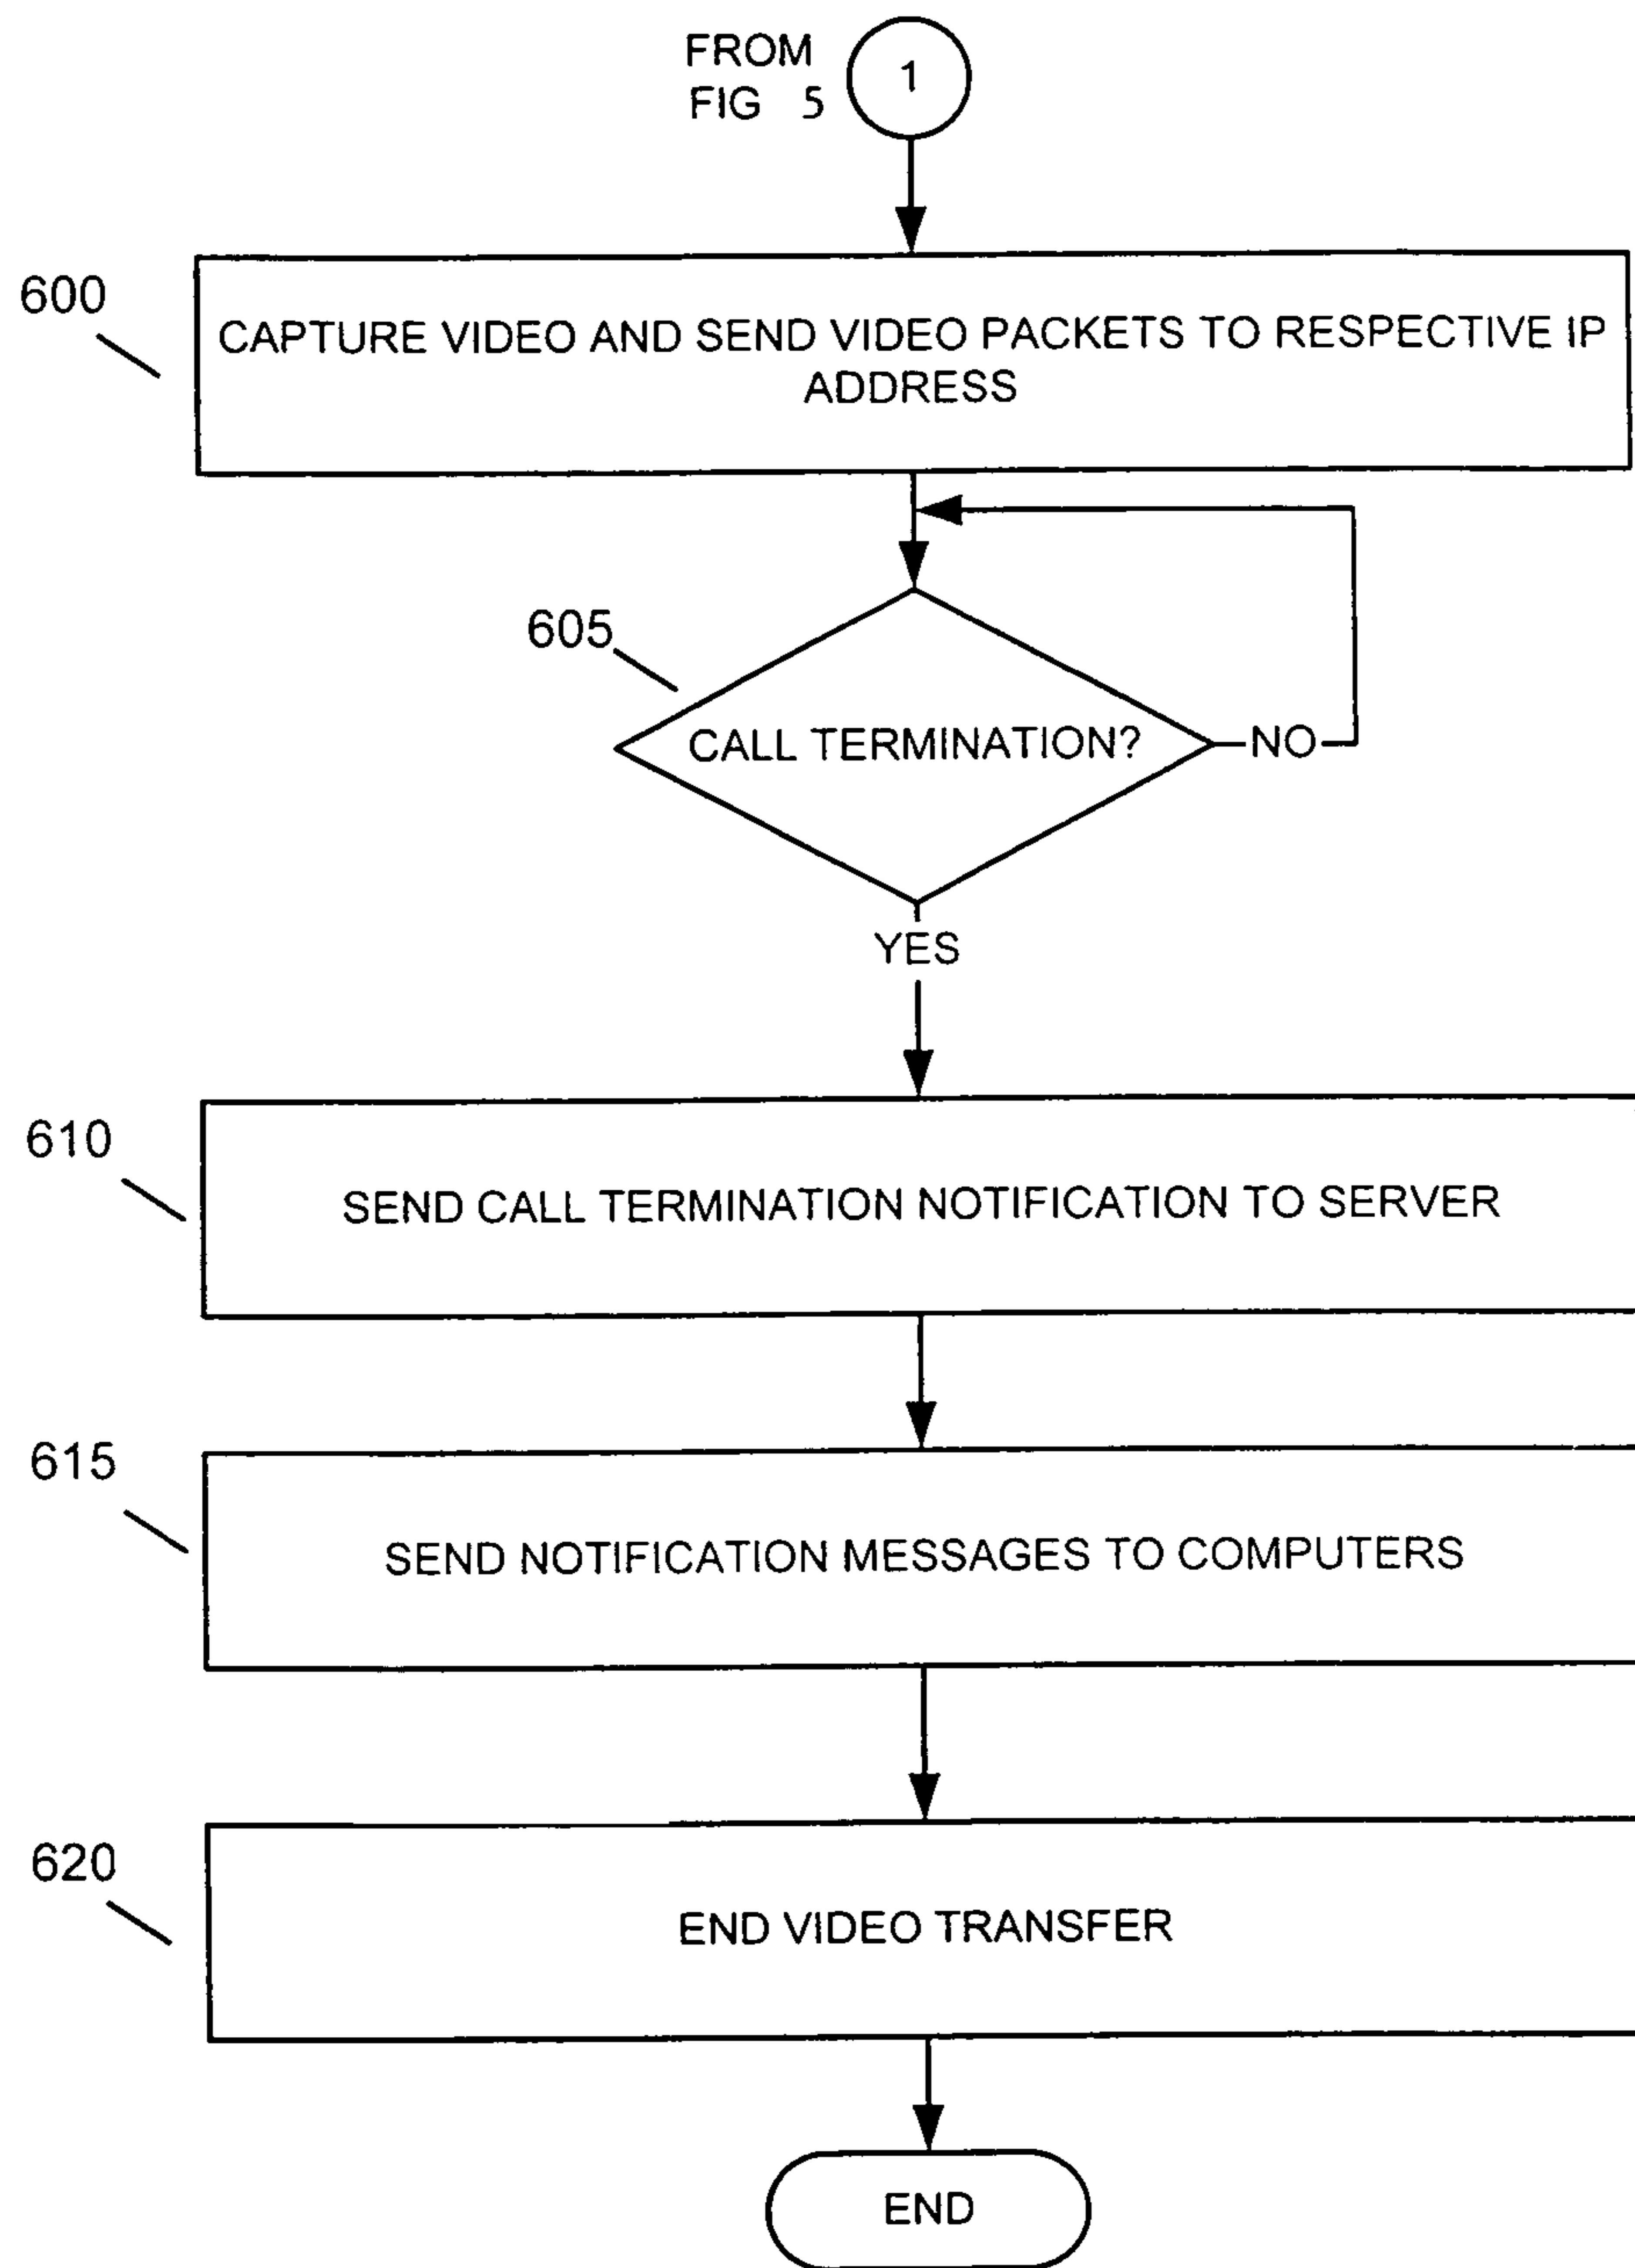 FROM
FIG 5
1
600
CAPTURE VIDEO AND SEND VIDEO PACKETS TO RESPECTIVE IP
ADDRESS
605
CALL TERMINATION?
NO
YES
610
SEND CALL TERMINATION NOTIFICATION TO SERVER
615
SEND NOTIFICATION MESSAGES TO COMPUTERS
620
END VIDEO TRANSFER
END